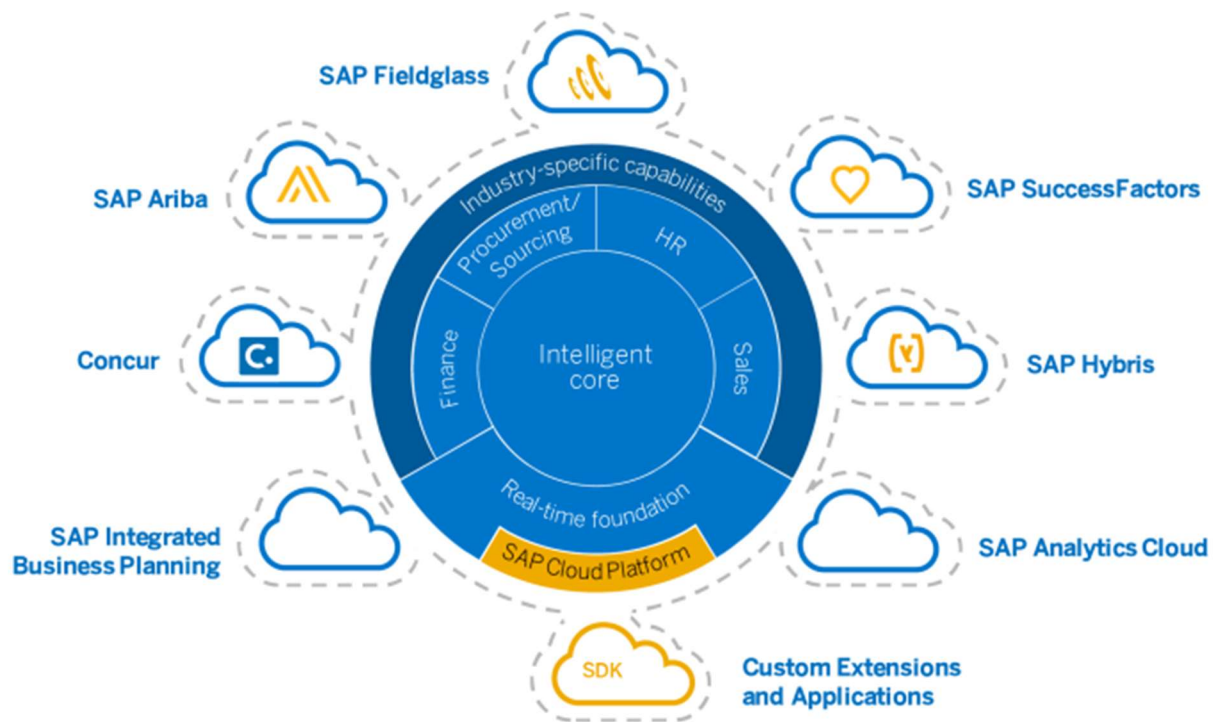 SAP Fieldglass
SAP Ariba
SAP SuccessFactors
Industry-specific capabilities
Procurement/
Sourcing
HR
Finance
Intelligent
core
Sales
Concur
C.
SAP Hybris
Real-time foundation
SAP Cloud Platform
SAP Integrated
Business Planning
SAP Analytics Cloud
SDK
Custom Extensions
and Applications